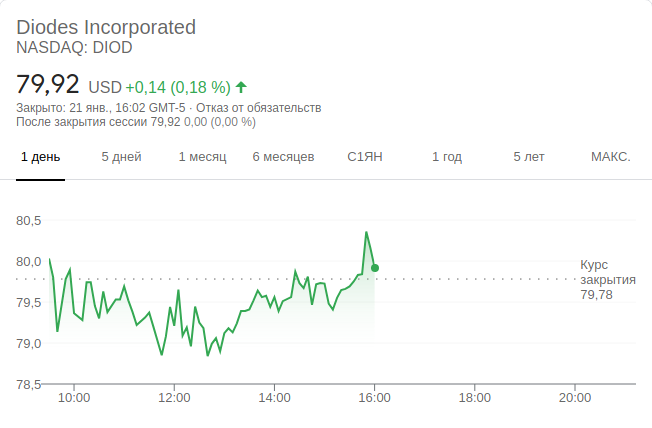 Diodes Incorporated
NASDAQ: DIOD
79,92 USD +0,14 (0,18 %)
Закрыто: 21 янв., 16:02 GMT-5 · Отказ от обязательств
После закрытия сессии 79,92 0,00 (0,00 %)
1 день 5 дней 1 месяц 6 месяцев С1ЯН 1 год 5 лет МАКС.
80,5
80,0
79,5
79,0
78,5
Курс
закрытия
79,78
10:00 12:00 14:00 16:00 18:00 20:00